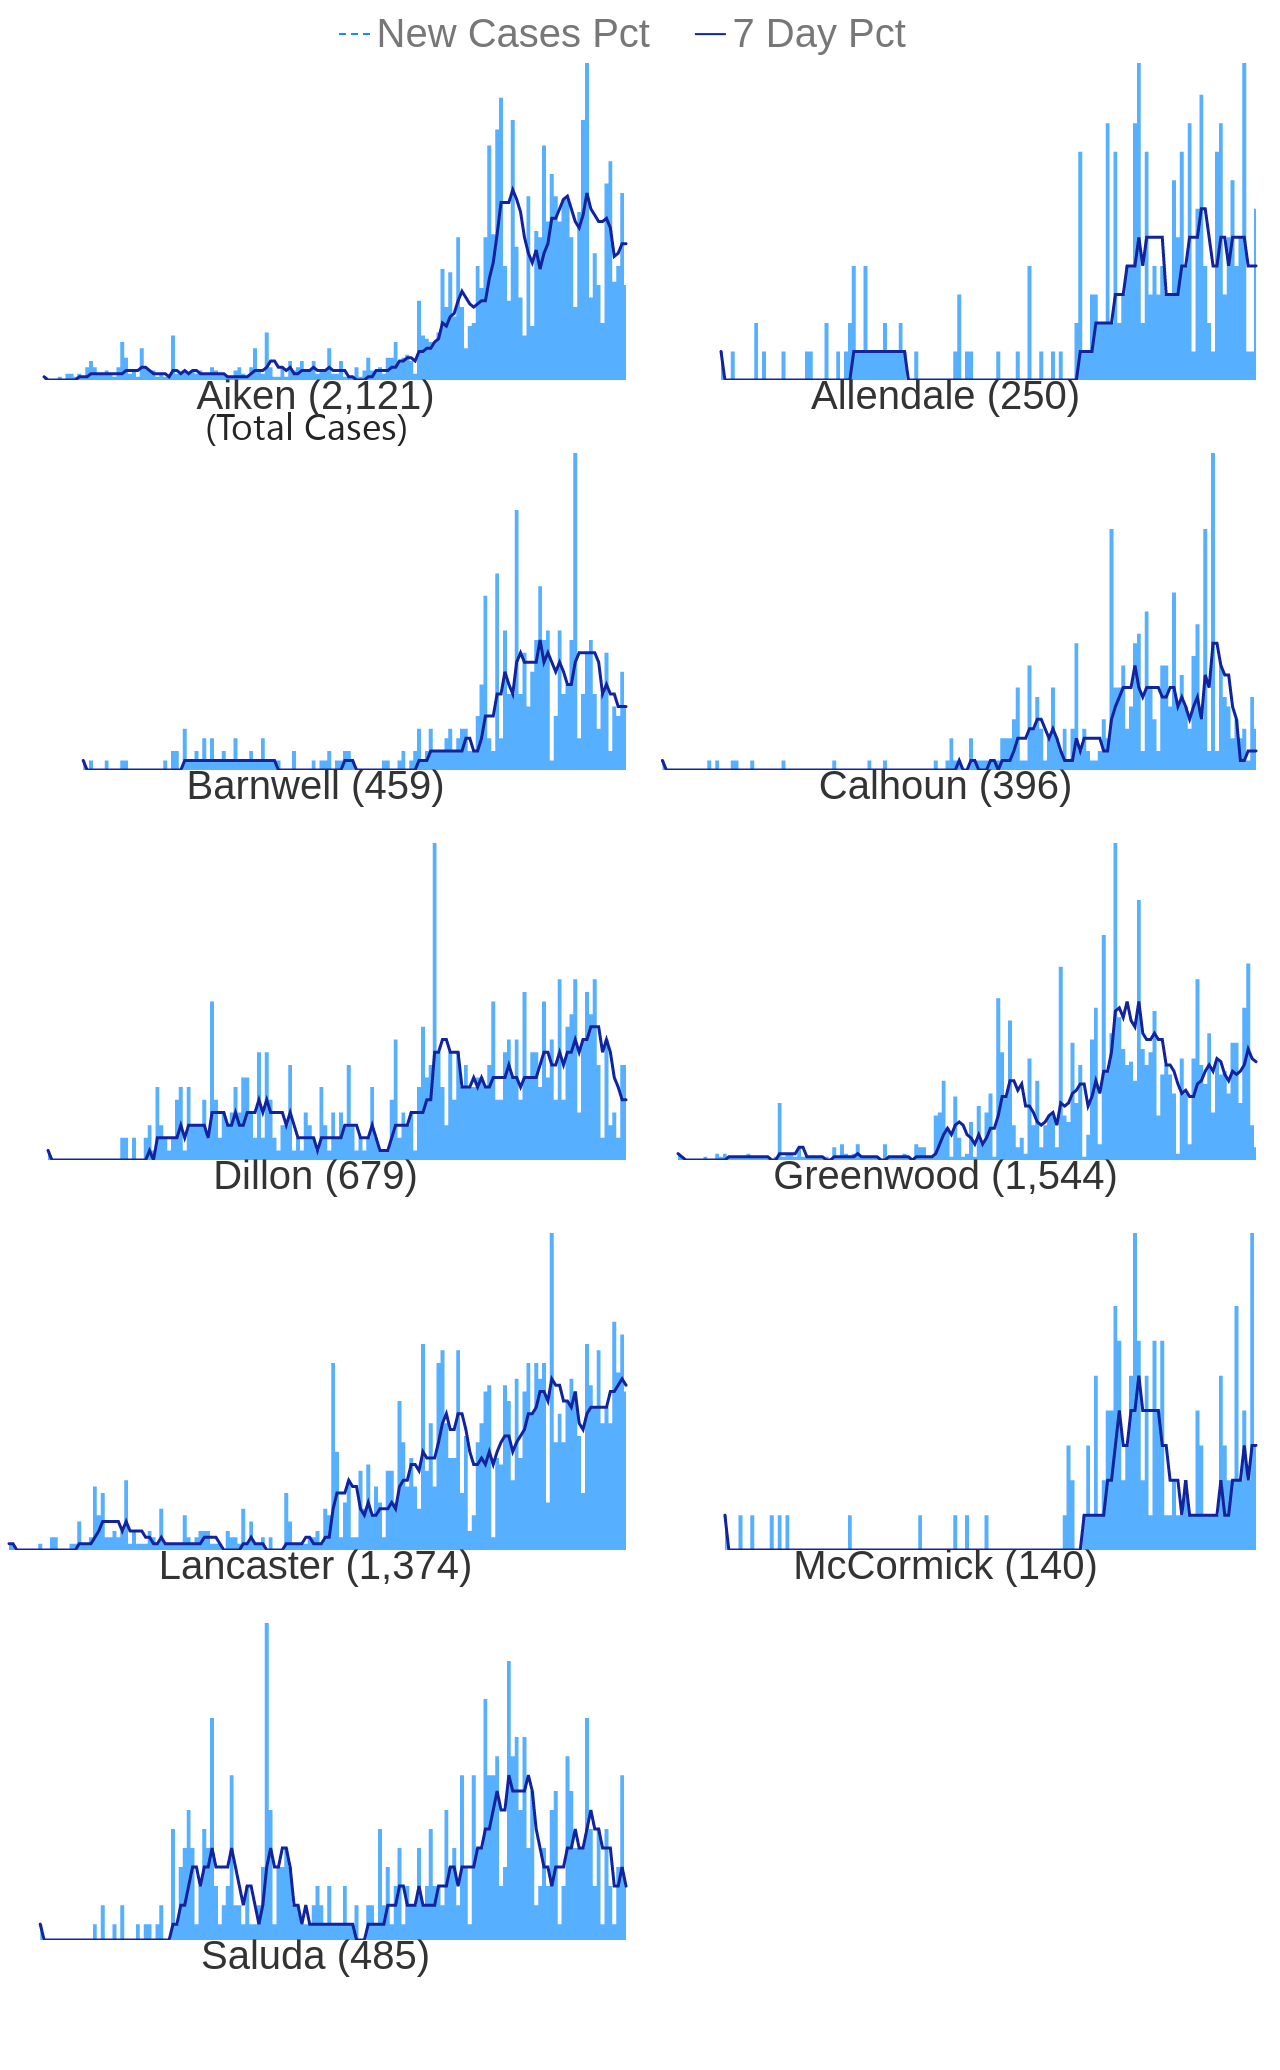 New Cases Pct 7 Day Pct
Aiken (2,121) Allendale (250)
(Total Cases)
Barnwell (459) Calhoun (396)
Dillon (679) Greenwood (1,544)
Lancaster (1,374) McCormick (140)
Saluda (485)